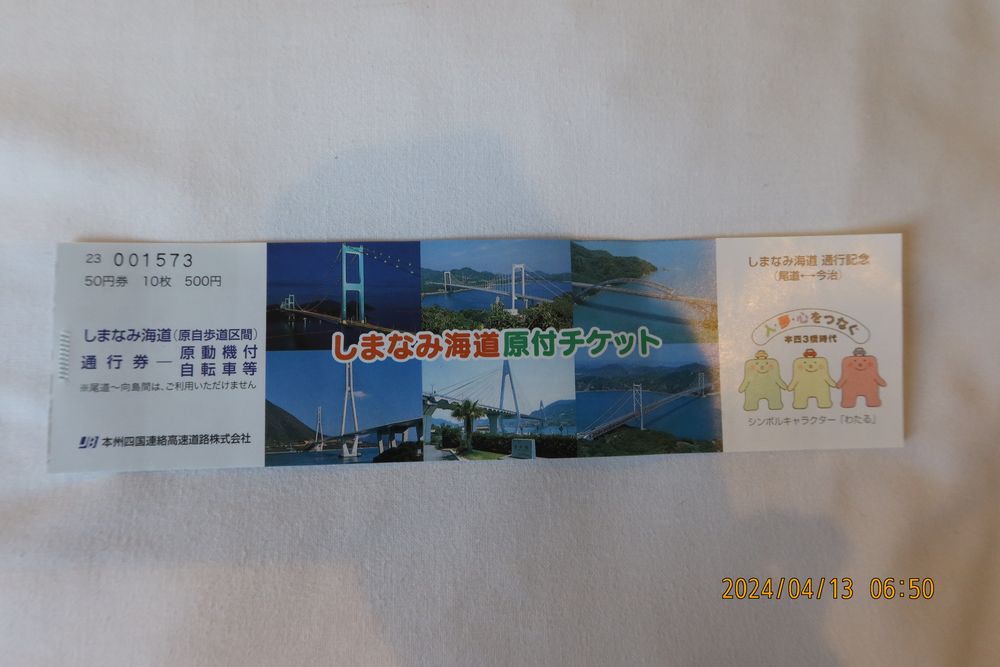 23 001573
50円券 10枚 500円
しまなみ海道(原自歩道区間)
通行券―原動機付
自転車等
※尾道~向島間は、ご利用いただけません
JB 本州四国連絡高速道路株式会社
しまなみ海道原付チケット
しまなみ海道 通行記念
(尾道↔今治)
人・夢・心をつなぐ
本四3橋時代
シンボルキャラクター「わたる」
2024/04/13 06:50